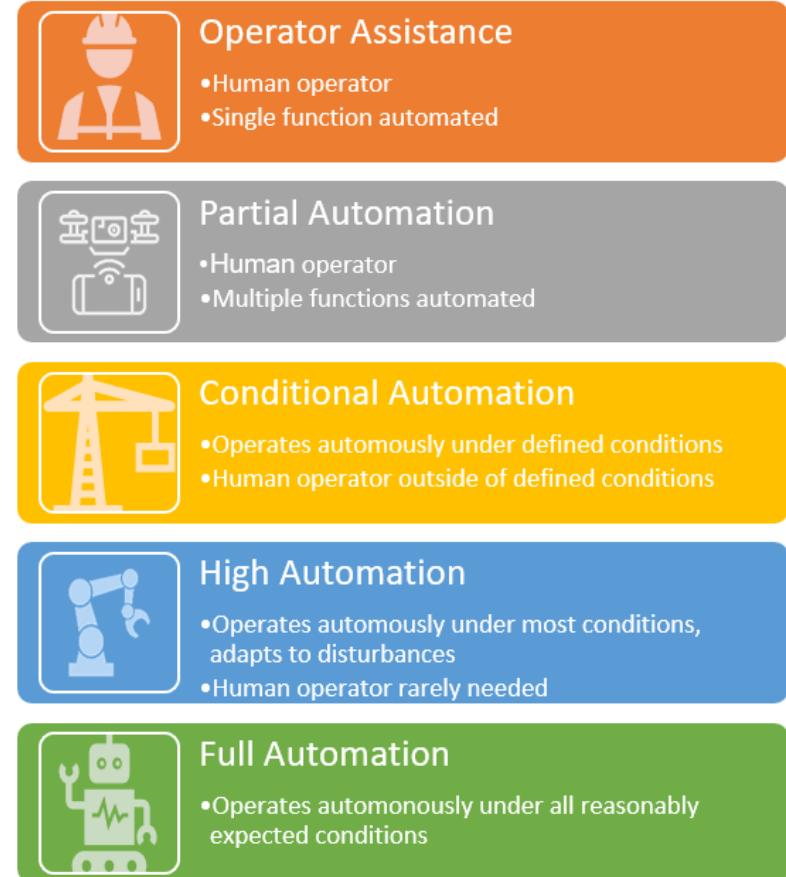 Operator Assistance
•Human operator
•Single function automated
Partial Automation
•Human operator
•Multiple functions automated
Conditional Automation
•Operates automously under defined conditions
•Human operator outside of defined conditions
High Automation
•Operates automously under most conditions,
adapts to disturbances
•Human operator rarely needed
Full Automation
•Operates automonously under all reasonably
expected conditions